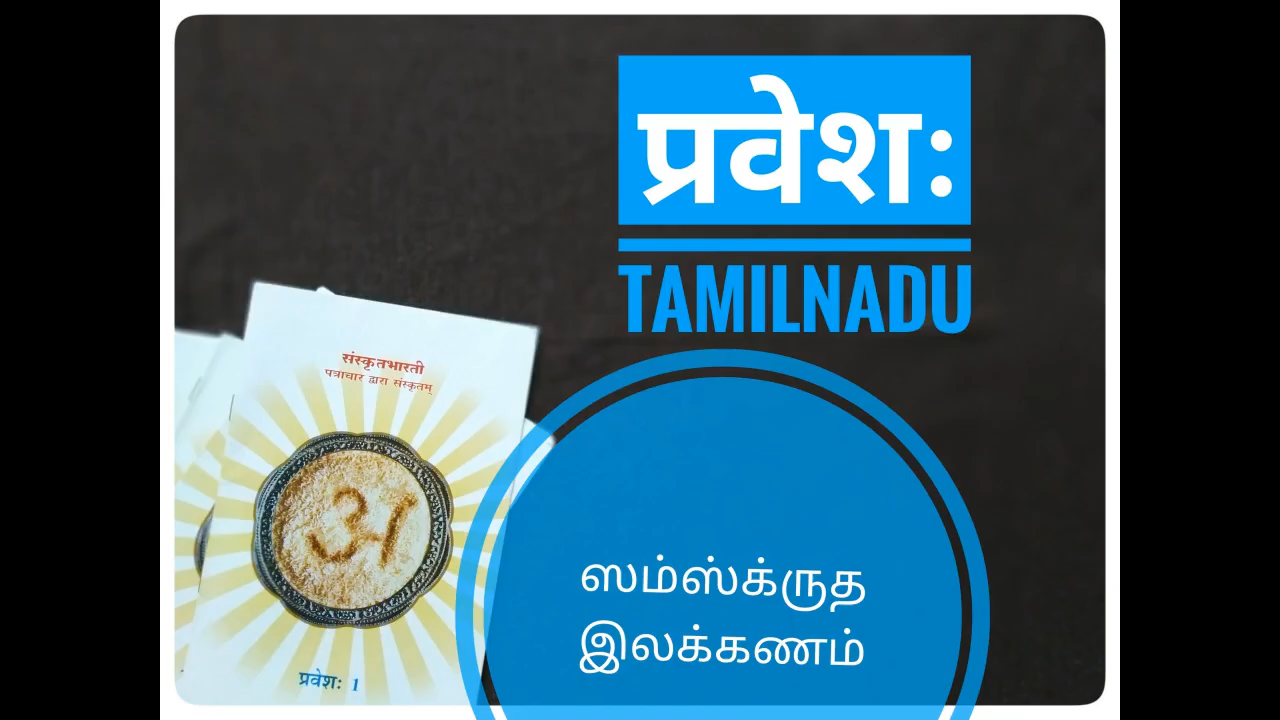 प्रवेशः
TAMILNADU
संस्कृतभारती
पत्राचार द्वारा संस्कृतम्
अ
प्रवेशः 1
ஸம்ஸ்க்ருத
இலக்கணம்